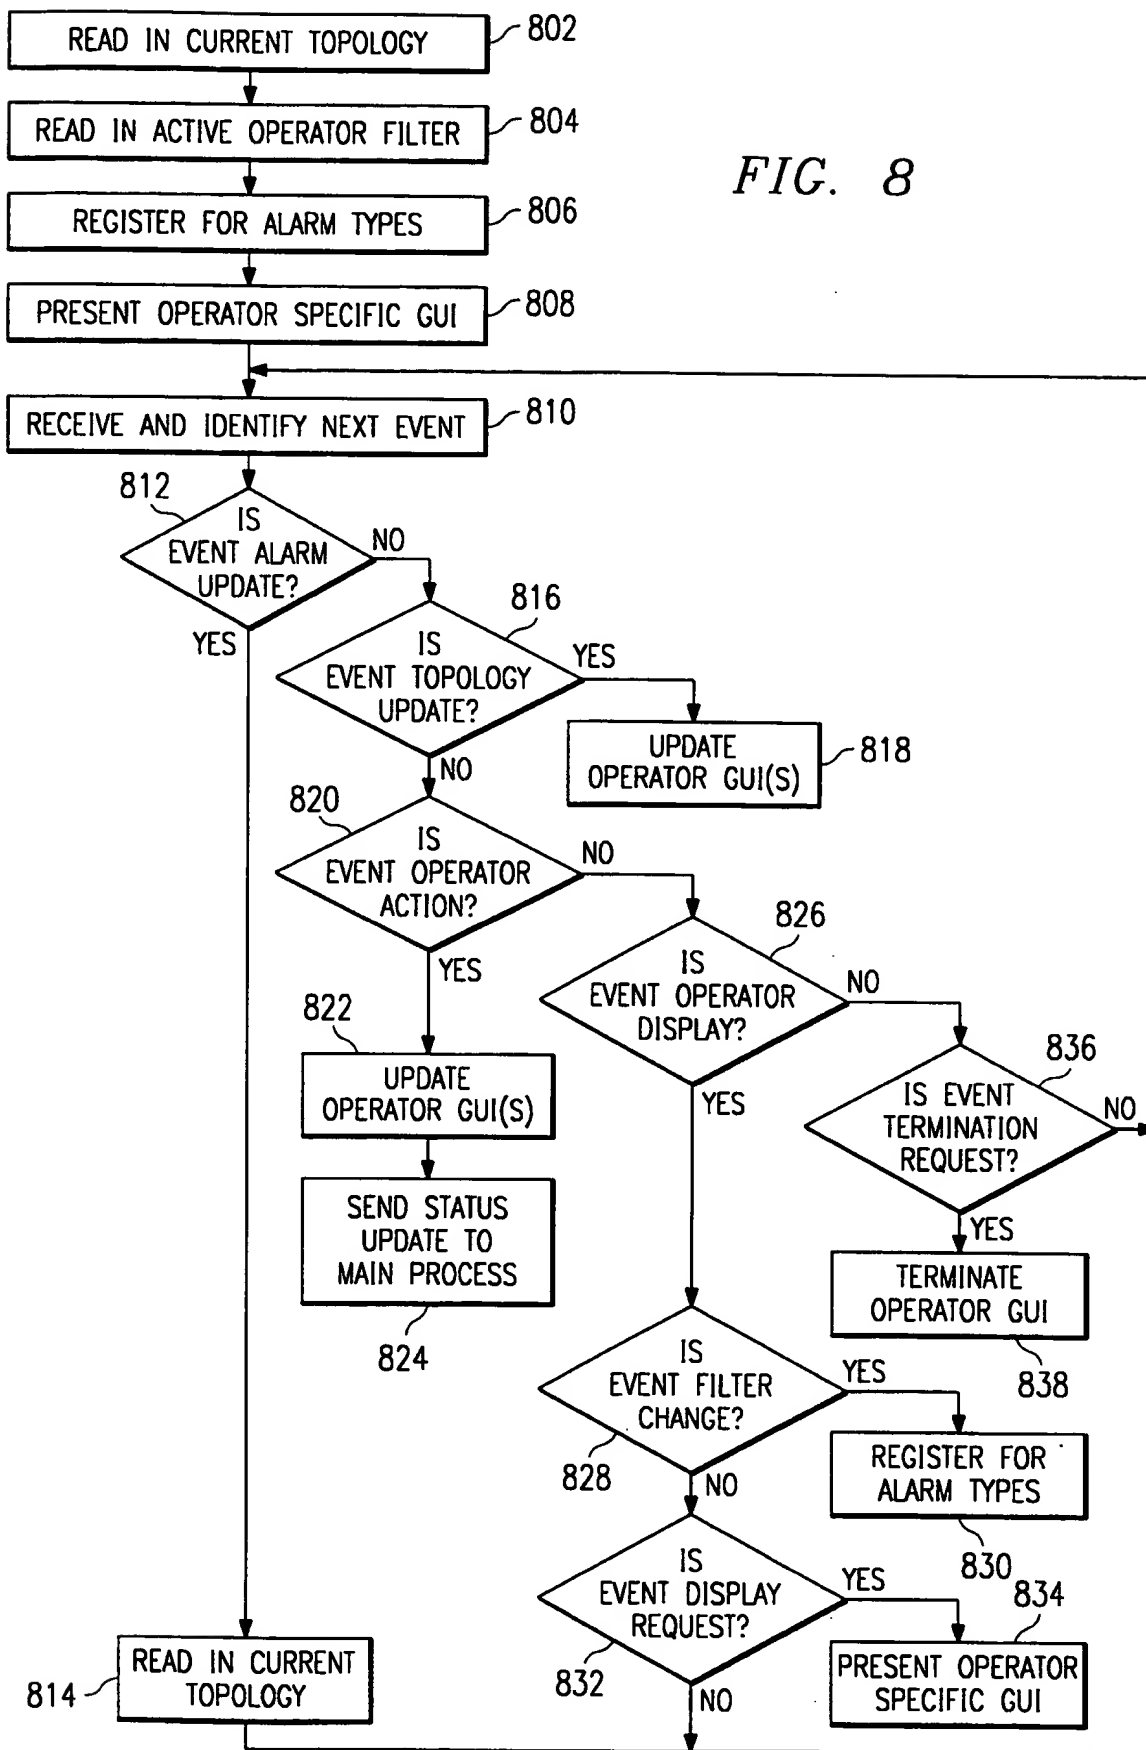 READ IN CURRENT TOPOLOGY
802
READ IN ACTIVE OPERATOR FILTER
804
FIG. 8
REGISTER FOR ALARM TYPES
806
PRESENT OPERATOR SPECIFIC GUI
808
RECEIVE AND IDENTIFY NEXT EVENT
810
812
IS
EVENT ALARM
UPDATE?
NO
YES
816
IS
EVENT TOPOLOGY
UPDATE?
YES
NO
UPDATE
OPERATOR GUI(S)
818
820
IS
EVENT OPERATOR
ACTION?
NO
YES
826
IS
EVENT OPERATOR
DISPLAY?
NO
YES
822
UPDATE
OPERATOR GUI(S)
SEND STATUS
UPDATE TO
MAIN PROCESS
824
836
IS EVENT
TERMINATION
REQUEST?
NO
YES
TERMINATE
OPERATOR GUI
838
IS
EVENT FILTER
CHANGE?
YES
828
NO
REGISTER FOR
ALARM TYPES
830
IS
EVENT DISPLAY
REQUEST?
YES
832
NO
834
PRESENT OPERATOR
SPECIFIC GUI
READ IN CURRENT
TOPOLOGY
814